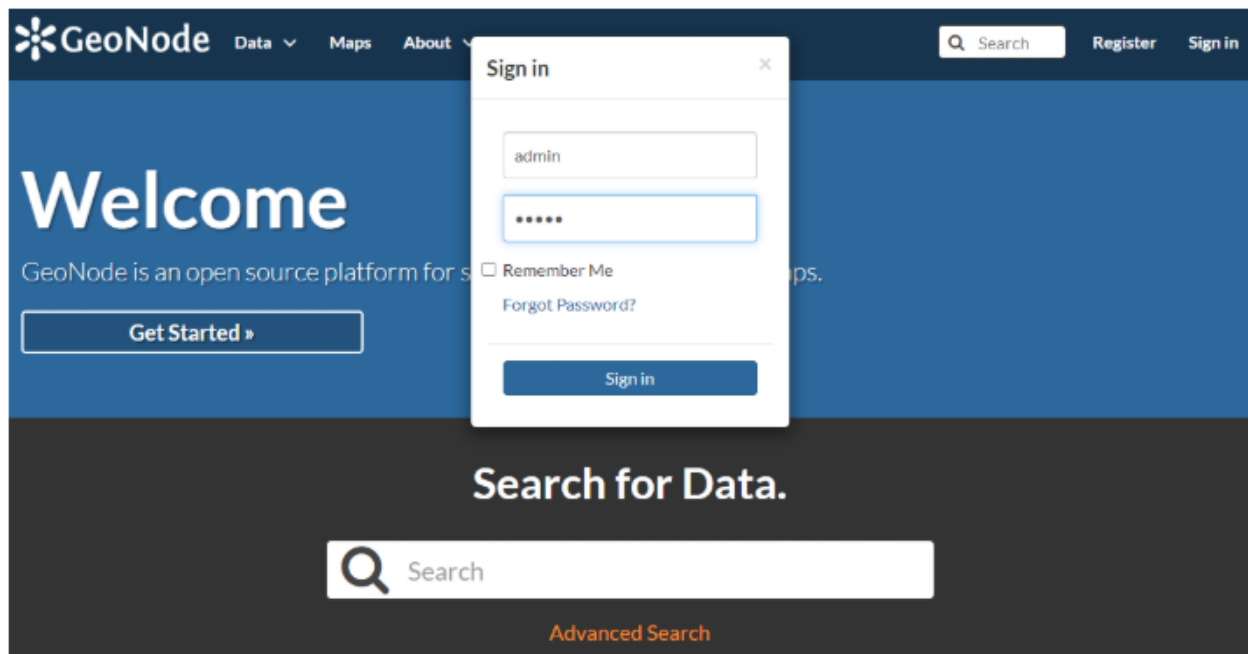 GeoNode Data Maps About Search Register Sign in
Sign in ×
admin
•••••
Welcome
GeoNode is an open source platform for s ps.
Remember Me
Forgot Password?
Get Started »
Sign in
Search for Data.
Search
Advanced Search